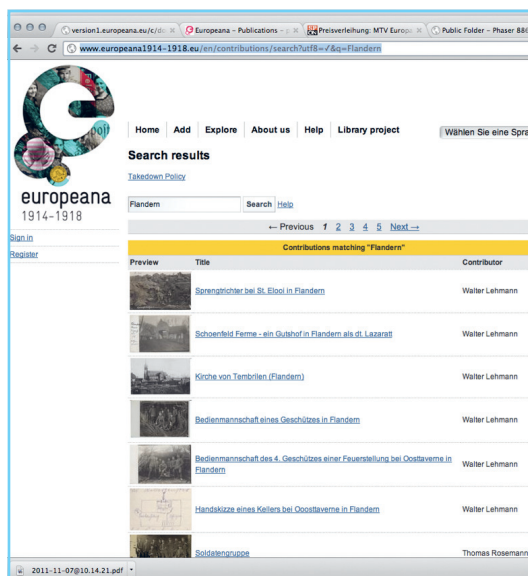 version1.europeana.eu/c/do
Europeana – Publications – p
Preisverleihung: MTV Europe
Public Folder – Phaser 886
www.europeana1914-1918.eu/en/contributions/search?utf8=✓&q=Flandern
Home Add Explore About us Help Library project
Wählen Sie eine Spra
europeana
1914-1918
Sign in
Register
Search results
Takedown Policy
Flandern Search Help
← Previous 1 2 3 4 5 Next →
Contributions matching "Flandern"
Preview Title Contributor
Sprengtrichter bei St. Elooi in Flandern Walter Lehmann
Schoenfeld Ferme - ein Gutshof in Flandern als dt. Lazaratt Walter Lehmann
Kirche von Tembrilen (Flandern) Walter Lehmann
Bedienmannschaft eines Geschützes in Flandern Walter Lehmann
Bedienmannschaft des 4. Geschützes einer Feuerstellung bei Oosttaverne in
Flandern Walter Lehmann
Handskizze eines Kellers bei Ooosttaverne in Flandern Walter Lehmann
Soldatengruppe Thomas Rosemann
2011-11-07@10.14.21.pdf